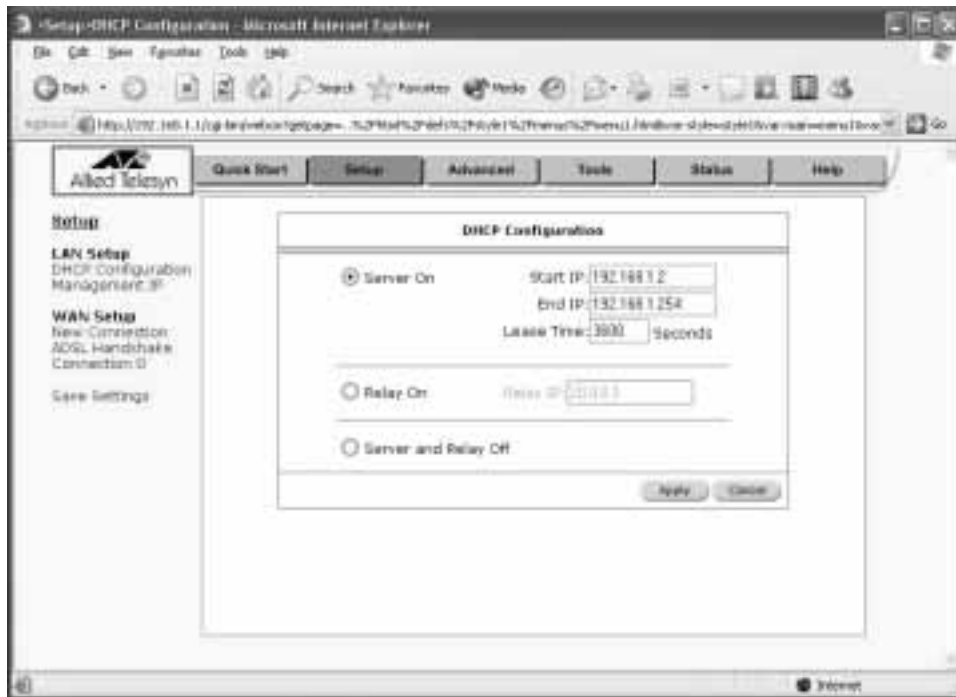 <Setup>DHCP Configuration - Microsoft Internet Explorer
File Edit View Favorites Tools Help
Back Search Favorites Media
Address Go
Allied Telesyn
Quick Start Setup Advanced Tools Status Help
Setup
LAN Setup
DHCP Configuration
Management IP
WAN Setup
New Connection
ADSL Handshake
Connection 0
Save Settings
DHCP Configuration
Server On
Start IP: 192.168.1.2
End IP: 192.168.1.254
Lease Time: 3600 Seconds
Relay On
Relay IP:
Server and Relay Off
Apply Cancel
Internet